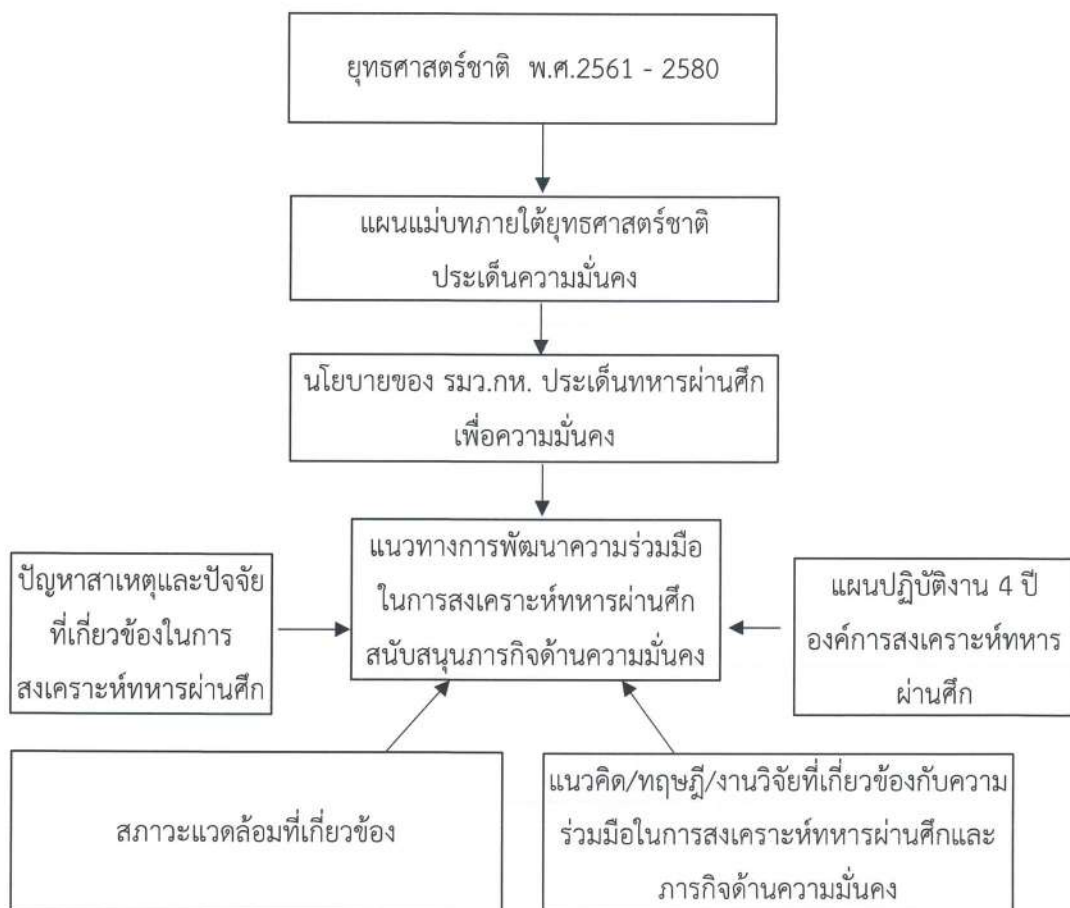 ยุทธศาสตร์ชาติ พ.ศ.2561 - 2580
แผนแม่บทภายใต้ยุทธศาสตร์ชาติ
ประเด็นความมั่นคง
นโยบายของ รมว.กห. ประเด็นทหารผ่านศึก
เพื่อความมั่นคง
แนวทางการพัฒนาความร่วมมือ
ในการสงเคราะห์ทหารผ่านศึก
สนับสนุนภารกิจด้านความมั่นคง
ปัญหาสาเหตุและปัจจัย
ที่เกี่ยวข้องในการ
สงเคราะห์ทหารผ่านศึก
แผนปฏิบัติงาน 4 ปี
องค์การสงเคราะห์ทหาร
ผ่านศึก
สภาวะแวดล้อมที่เกี่ยวข้อง
แนวคิด/ทฤษฎี/งานวิจัยที่เกี่ยวข้องกับความ
ร่วมมือในการสงเคราะห์ทหารผ่านศึกและ
ภารกิจด้านความมั่นคง